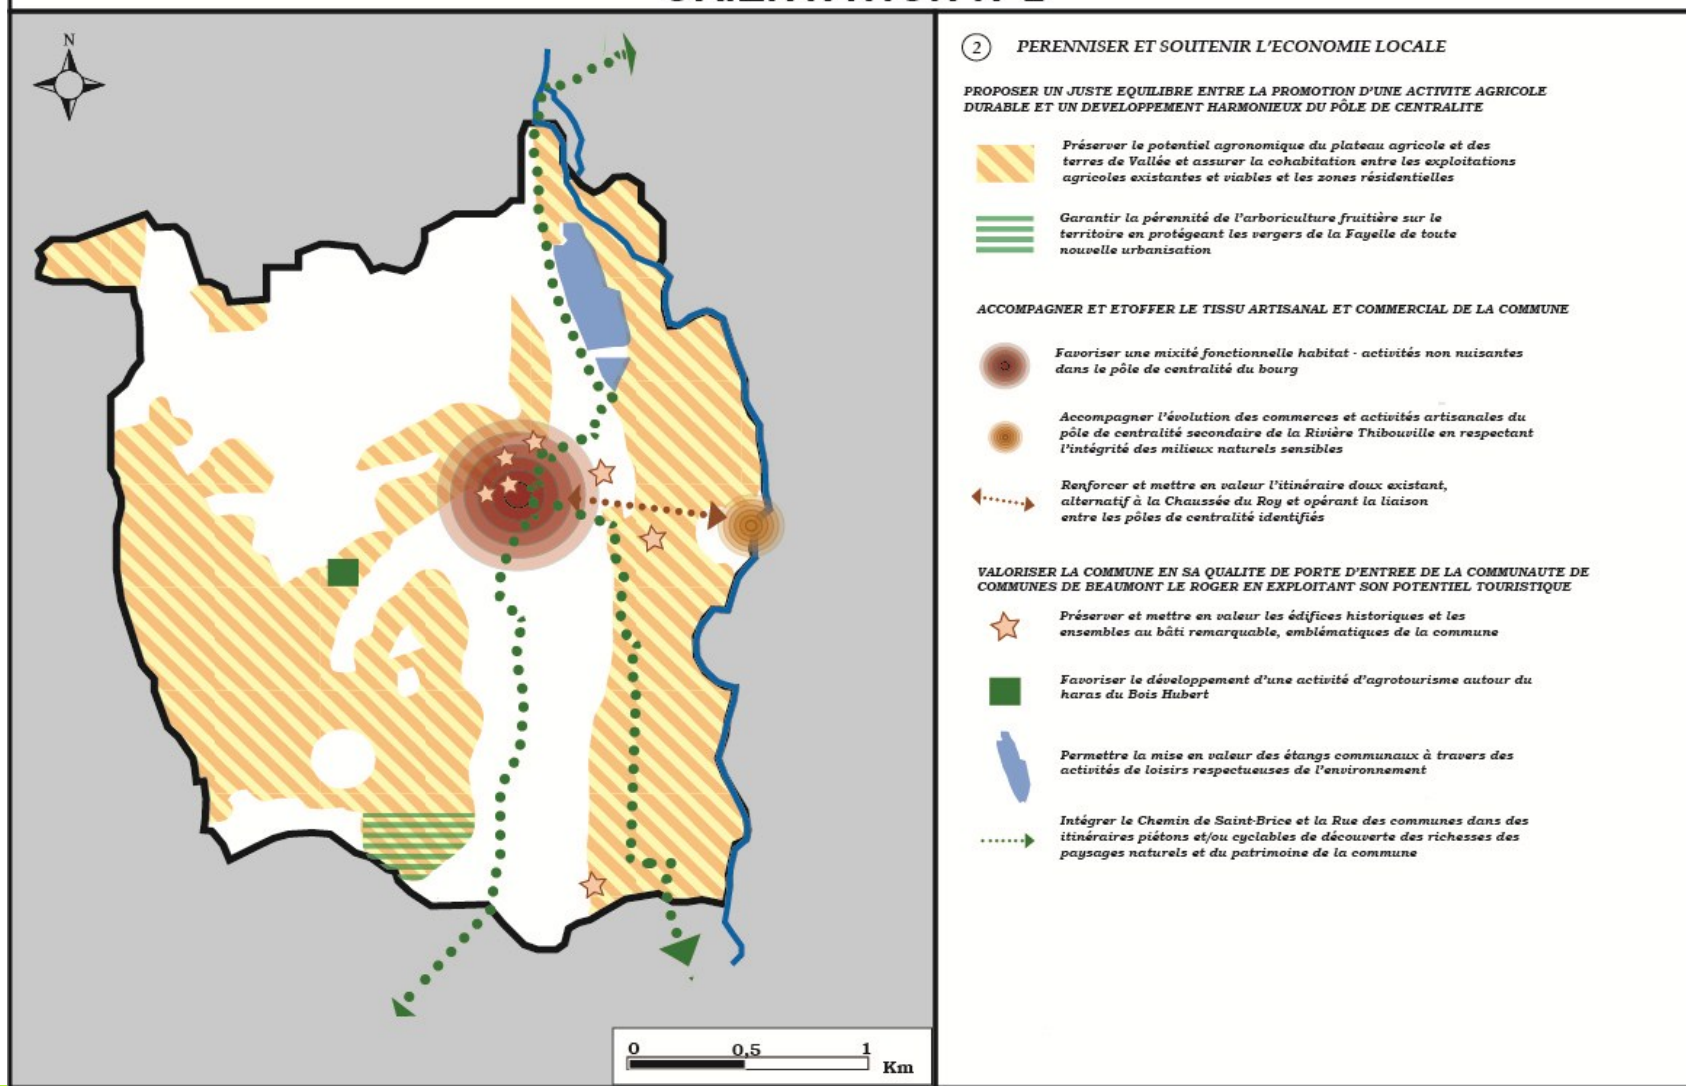 N
0 0,5 1
Km
2 PERENNISER ET SOUTENIR L'ECONOMIE LOCALE
PROPOSER UN JUSTE EQUILIBRE ENTRE LA PROMOTION D'UNE ACTIVITE AGRICOLE
DURABLE ET UN DEVELOPPEMENT HARMONIEUX DU PÔLE DE CENTRALITE
Préserver le potentiel agronomique du plateau agricole et des
terres de Vallée et assurer la cohabitation entre les exploitations
agricoles existantes et viables et les zones résidentielles
Garantir la pérennité de l'arboriculture fruitière sur le
territoire en protégeant les vergers de la Fayelle de toute
nouvelle urbanisation
ACCOMPAGNER ET ETOFFER LE TISSU ARTISANAL ET COMMERCIAL DE LA COMMUNE
Favoriser une mixité fonctionnelle habitat - activités non nuisantes
dans le pôle de centralité du bourg
Accompagner l'évolution des commerces et activités artisanales du
pôle de centralité secondaire de la Rivière Thibouville en respectant
l'intégrité des milieux naturels sensibles
Renforcer et mettre en valeur l'itinéraire doux existant,
alternatif à la Chaussée du Roy et opérant la liaison
entre les pôles de centralité identifiés
VALORISER LA COMMUNE EN SA QUALITE DE PORTE D'ENTREE DE LA COMMUNAUTE DE
COMMUNES DE BEAUMONT LE ROGER EN EXPLOITANT SON POTENTIEL TOURISTIQUE
Préserver et mettre en valeur les édifices historiques et les
ensembles au bâti remarquable, emblématiques de la commune
Favoriser le développement d'une activité d'agrotourisme autour du
haras du Bois Hubert
Permettre la mise en valeur des étangs communaux à travers des
activités de loisirs respectueuses de l'environnement
Intégrer le Chemin de Saint-Brice et la Rue des communes dans des
itinéraires piétons et/ou cyclables de découverte des richesses des
paysages naturels et du patrimoine de la commune